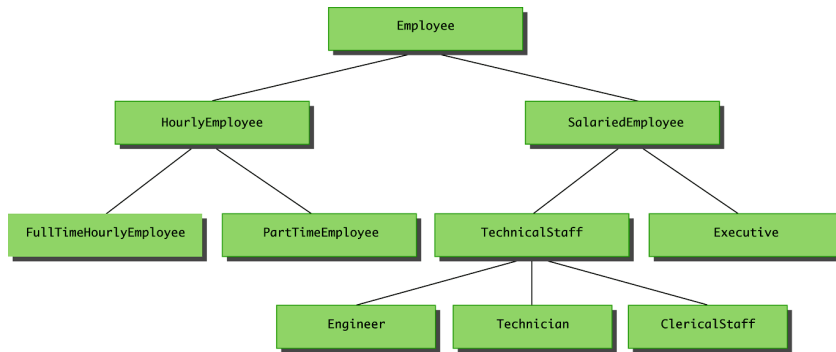 Employee
HourlyEmployee
SalariedEmployee
FullTimeHourlyEmployee
PartTimeEmployee
TechnicalStaff
Executive
Engineer
Technician
ClericalStaff